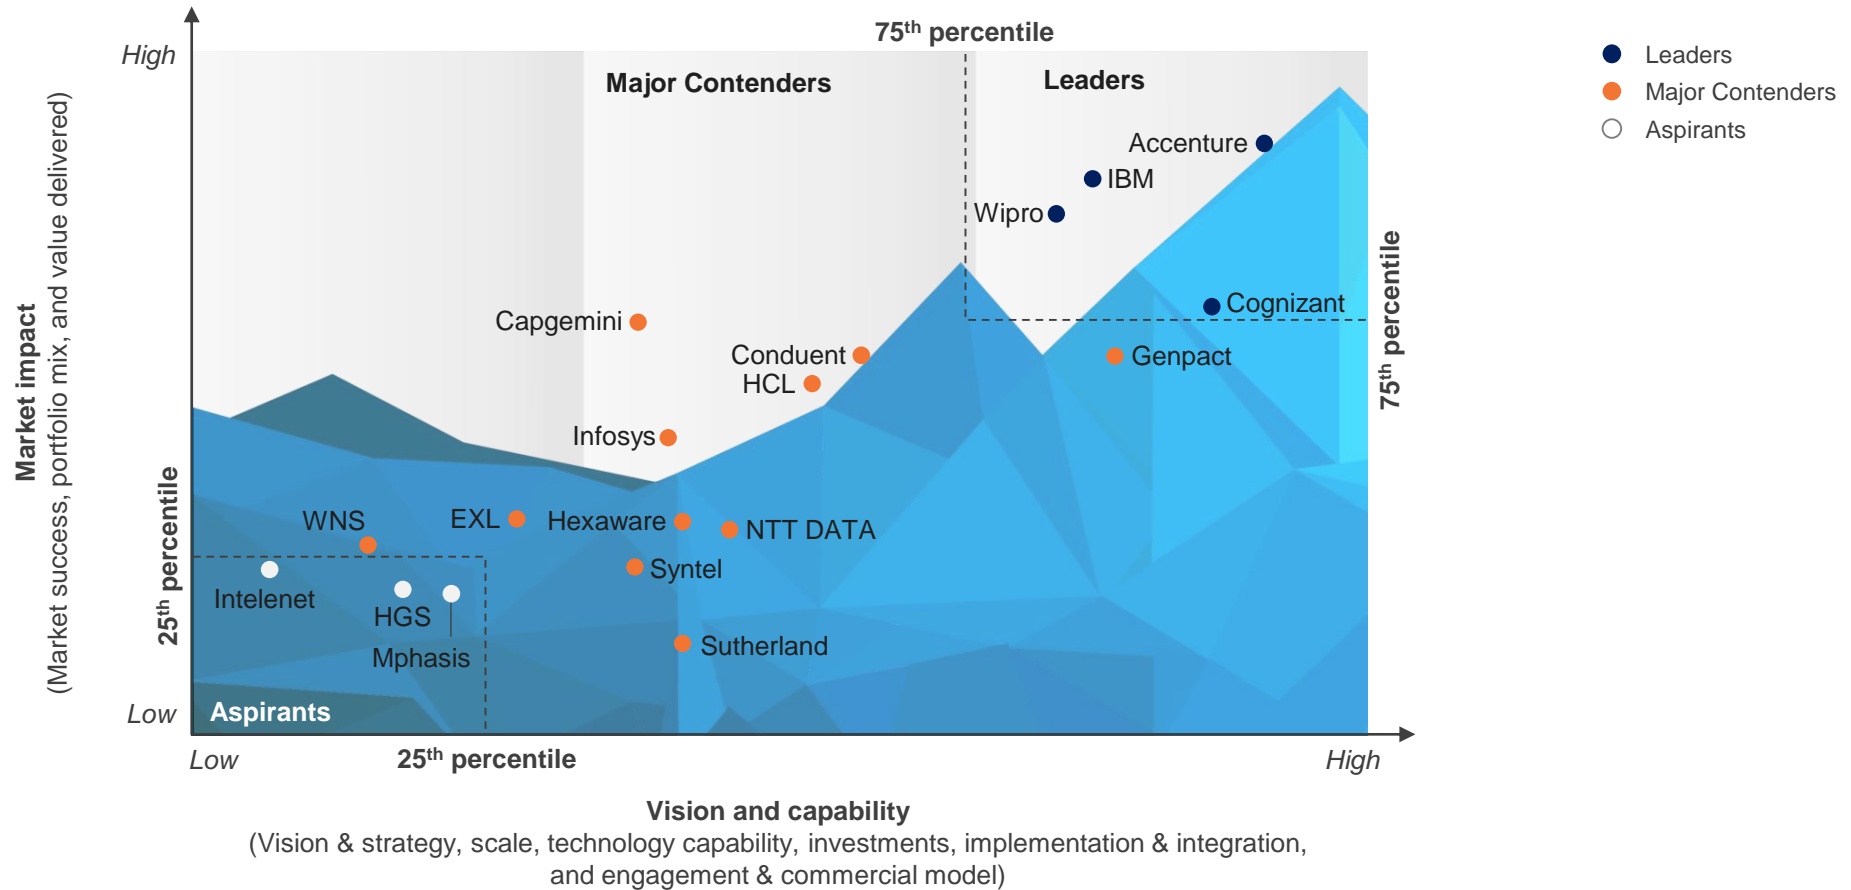 75th percentile
High
Major Contenders
Leaders
Leaders
Major Contenders
Aspirants
Accenture
IBM
Wipro
Cognizant
Capgemini
Conduent
Genpact
HCL
Infosys
WNS
EXL
Hexaware
NTT DATA
Syntel
Intelenet
HGS
Mphasis
Sutherland
Aspirants
Market impact
(Market success, portfolio mix, and value delivered)
25th percentile
75th percentile
Low
Low
25th percentile
High
Vision and capability
(Vision & strategy, scale, technology capability, investments, implementation & integration,
and engagement & commercial model)